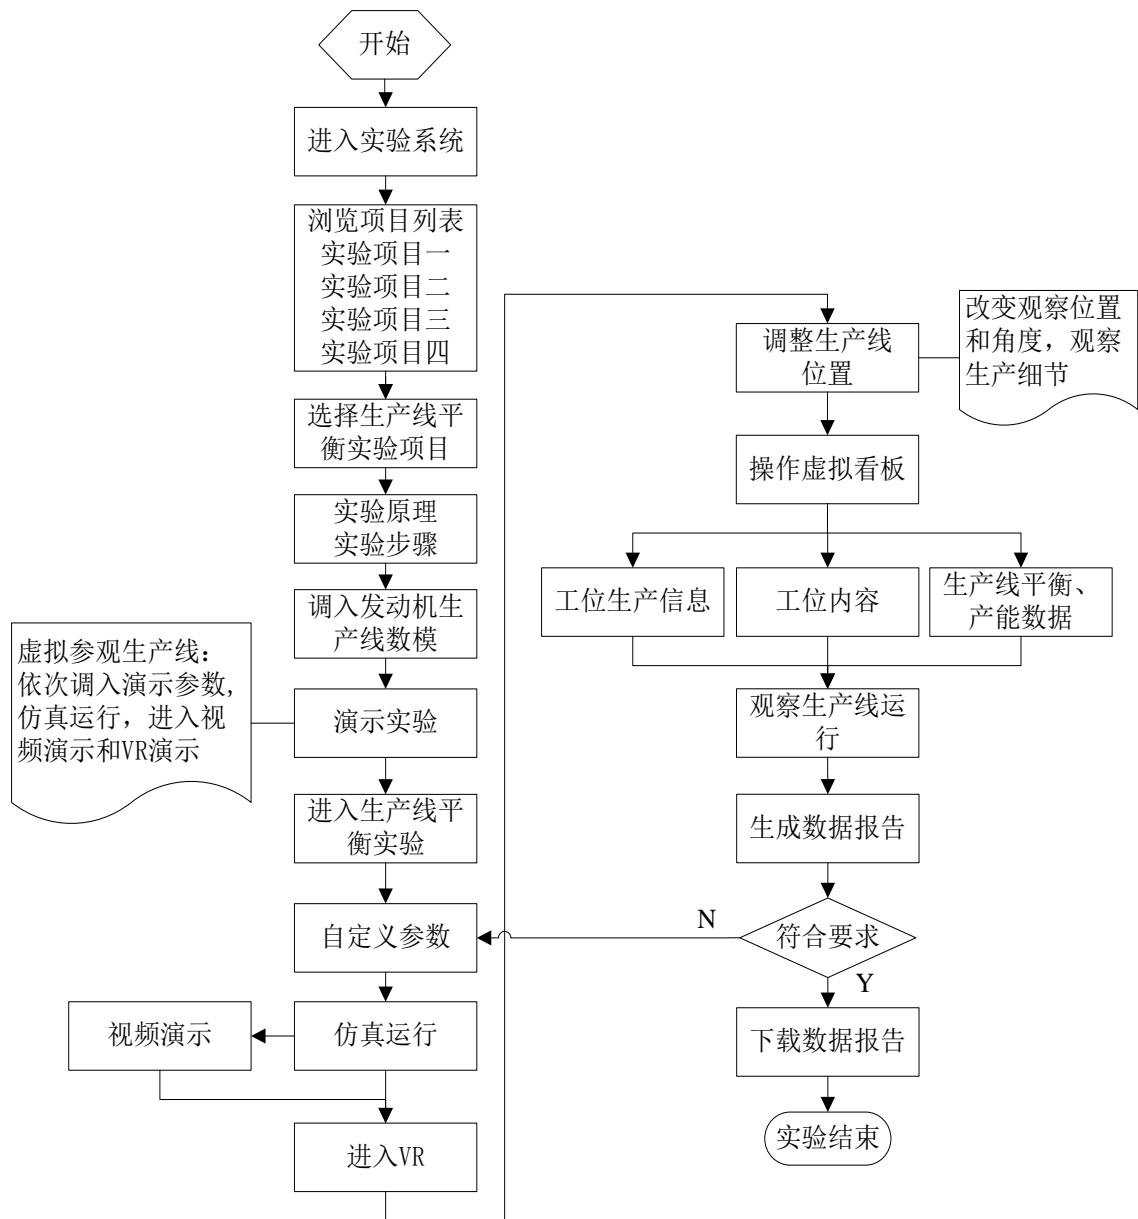 开始
进入实验系统
浏览项目列表
实验项目一
实验项目二
实验项目三
实验项目四
选择生产线平
衡实验项目
实验原理
实验步骤
调入发动机生
产线数模
虚拟参观生产线：
依次调入演示参数,
仿真运行，进入视
频演示和VR演示
演示实验
进入生产线平
衡实验
自定义参数
视频演示
仿真运行
进入VR
调整生产线
位置
改变观察位置
和角度，观察
生产细节
操作虚拟看板
工位生产信息
工位内容
生产线平衡、
产能数据
观察生产线运
行
生成数据报告
N
符合要求
Y
下载数据报告
实验结束